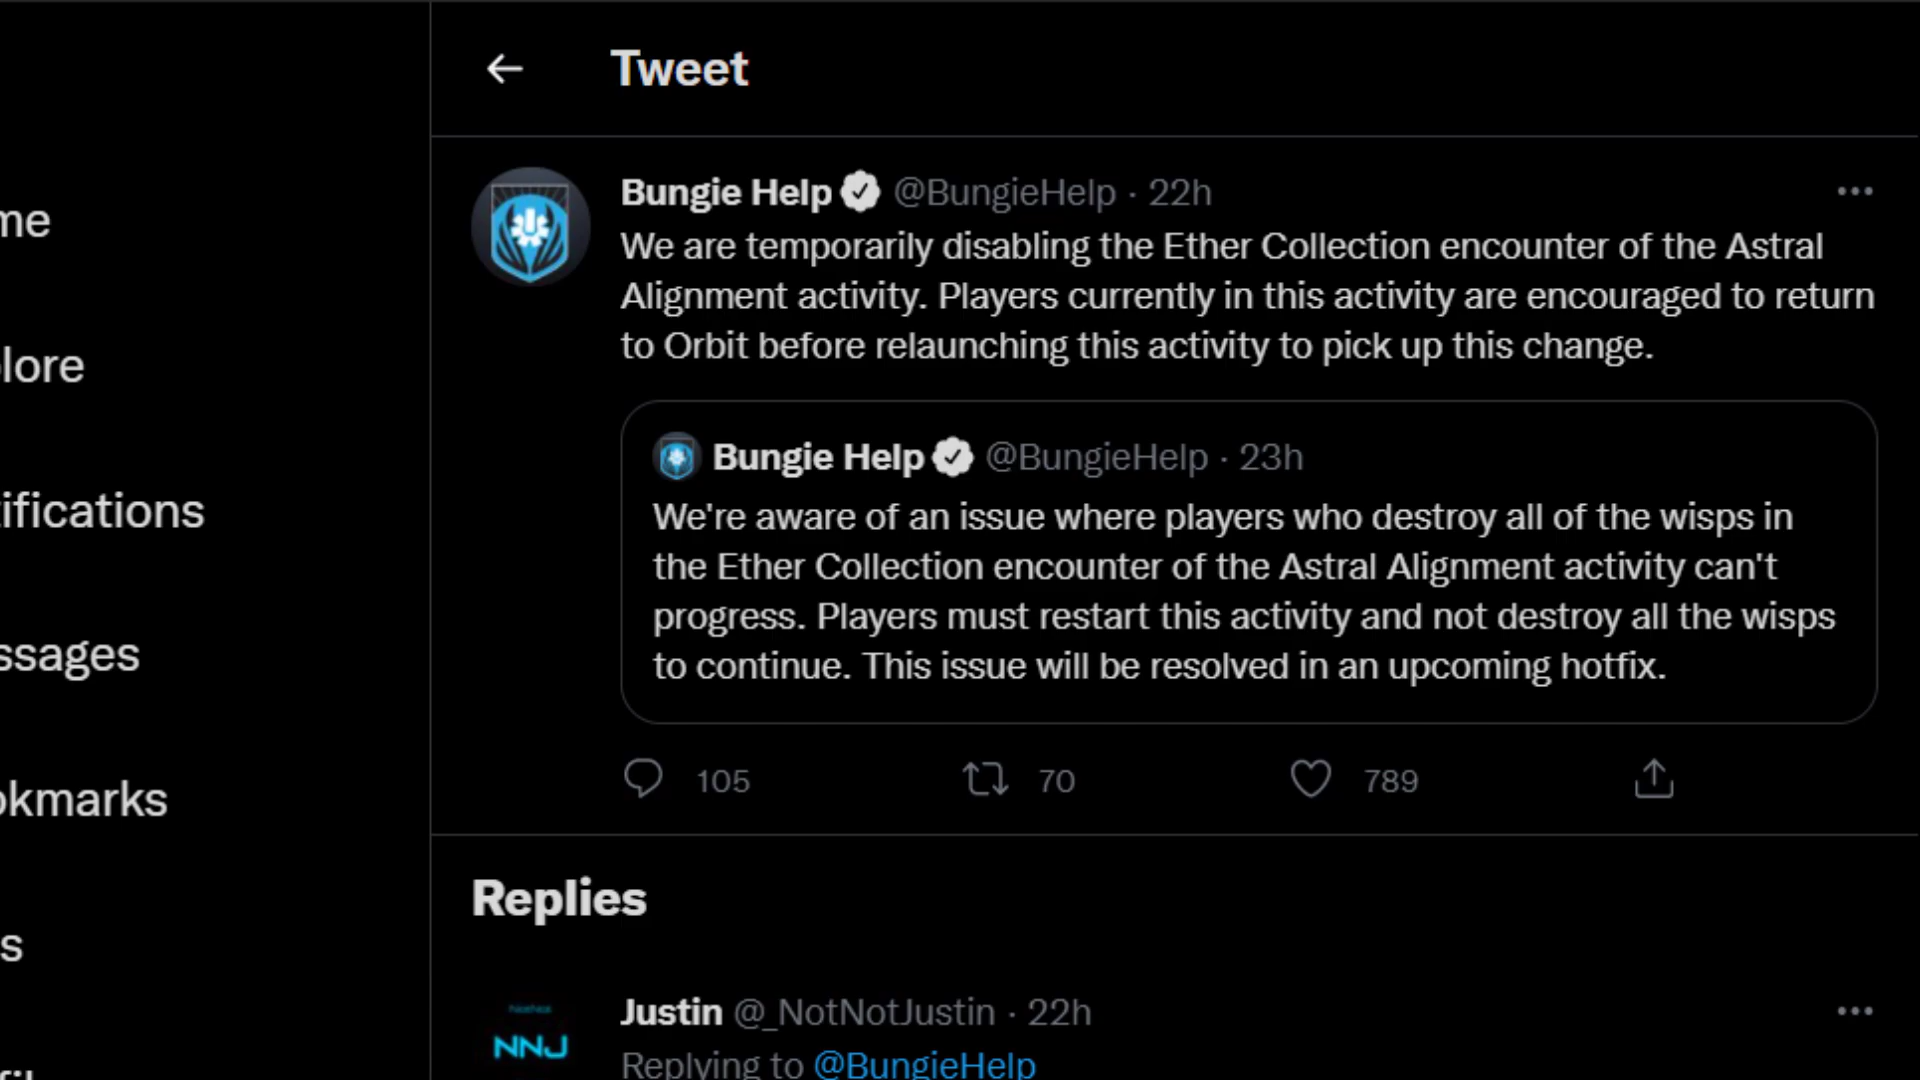 Tweet
Bungie Help @BungieHelp · 22h
We are temporarily disabling the Ether Collection encounter of the Astral
Alignment activity. Players currently in this activity are encouraged to return
to Orbit before relaunching this activity to pick up this change.
Bungie Help @BungieHelp · 23h
We're aware of an issue where players who destroy all of the wisps in
the Ether Collection encounter of the Astral Alignment activity can't
progress. Players must restart this activity and not destroy all the wisps
to continue. This issue will be resolved in an upcoming hotfix.
105 70 789
Replies
Justin @_NotNotJustin · 22h
NNJ
Replying to @BungieHelp
me
lore
tifications
ssages
okmarks
s